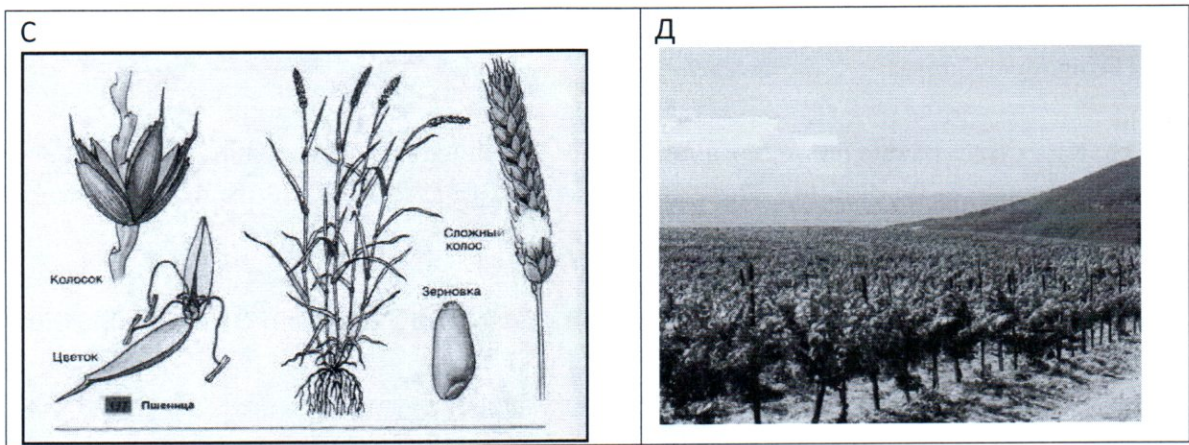 С
Д
Колосок
Цветок
Сложный
колос
Зерновка
Пшеница